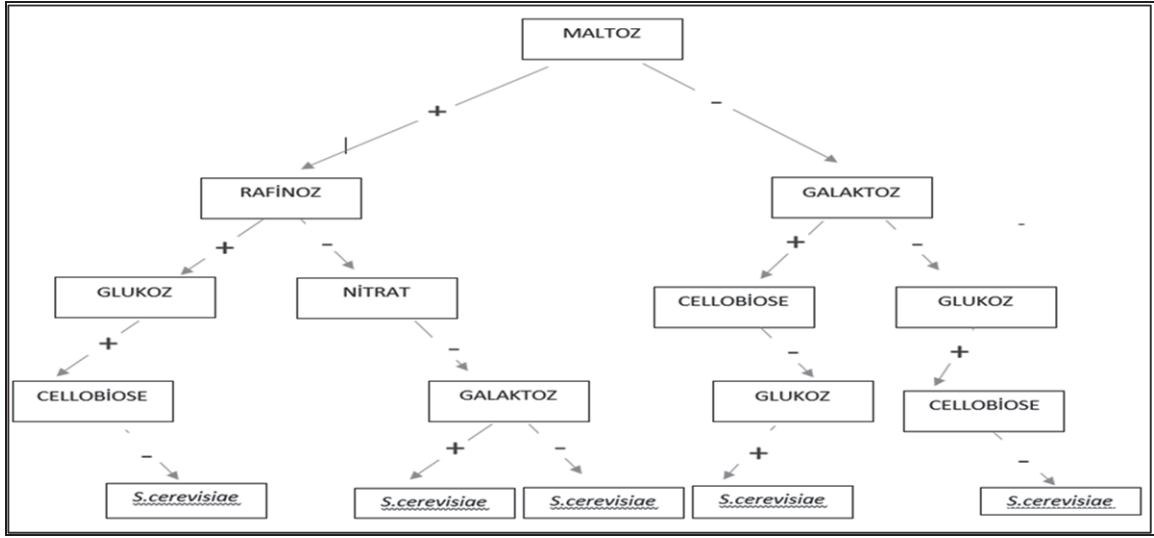 MALTOZ
+
-
RAFİNOZ
GALAKTOZ
-
+
-
+
-
GLUKOZ
NİTRAT
CELLOBİOSE
GLUKOZ
+
-
-
+
CELLOBİOSE
GALAKTOZ
GLUKOZ
CELLOBİOSE
-
+
-
+
-
S.cerevisiae
S.cerevisiae
S.cerevisiae
S.cerevisiae
S.cerevisiae